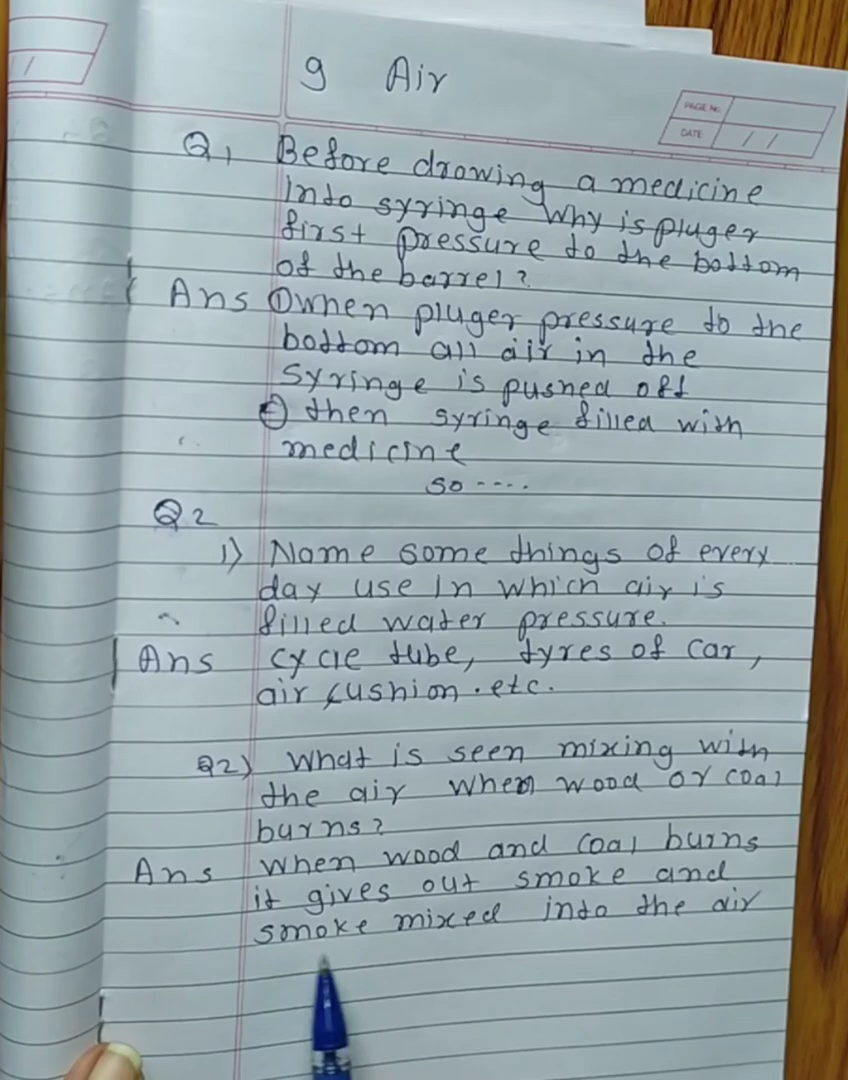 9 Air
PAGE No.
DATE / /
Q1 Before drowing a medicine
Into syringe Why is pluger
first pressure to the bottom
of the barrel?
Ans ① when pluger pressure to the
bottom all air in the
syringe is pushed off
② then syringe filled with
medicine
so ----.
Q2
1) Name some things of every
day use In which air is
filled water pressure.
Ans cycle tube, tyres of car,
air cushion . etc.
Q2) What is seen mixing with
the air when wood or coal
burns?
Ans when wood and coal burns
it gives out smoke and
smoke mixed into the air